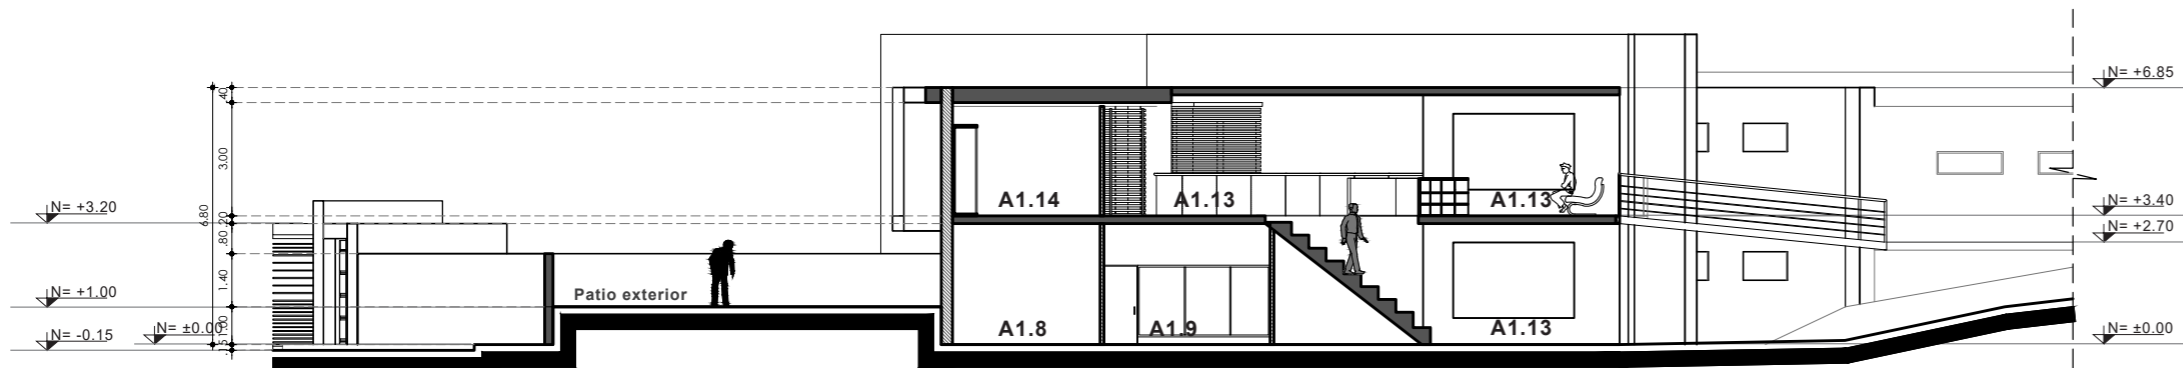 N= +6.85
.40
3.00
6.80
A1.14
A1.13
A1.13
N= +3.20
.20
N= +3.40
.80
N= +2.70
1.40
N= +1.00
Patio exterior
1.00
N= ±0.00
N= -0.15
.15
A1.8
A1.9
A1.13
N= ±0.00